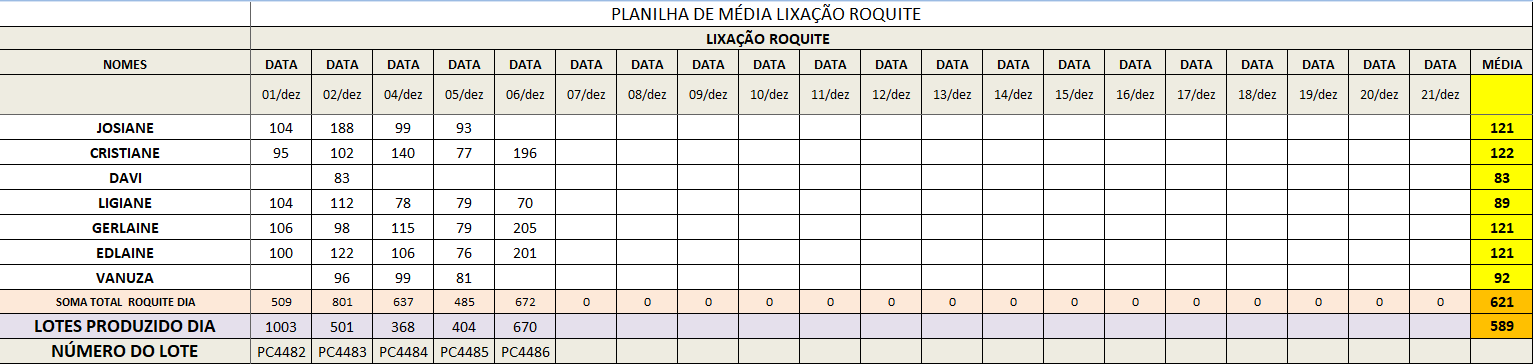 PLANILHA DE MÉDIA LIXAÇÃO ROQUITE
LIXAÇÃO ROQUITE
NOMES DATA DATA DATA DATA DATA DATA DATA DATA DATA DATA DATA DATA DATA DATA DATA DATA DATA DATA DATA DATA MÉDIA
01/dez 02/dez 04/dez 05/dez 06/dez 07/dez 08/dez 09/dez 10/dez 11/dez 12/dez 13/dez 14/dez 15/dez 16/dez 17/dez 18/dez 19/dez 20/dez 21/dez
JOSIANE 104 188 99 93 121
CRISTIANE 95 102 140 77 196 122
DAVI 83 83
LIGIANE 104 112 78 79 70 89
GERLAINE 106 98 115 79 205 121
EDLAINE 100 122 106 76 201 121
VANUZA 96 99 81 92
SOMA TOTAL ROQUITE DIA 509 801 637 485 672 0 0 0 0 0 0 0 0 0 0 0 0 0 0 0 621
LOTES PRODUZIDO DIA 1003 501 368 404 670 589
NÚMERO DO LOTE PC4482 PC4483 PC4484 PC4485 PC4486